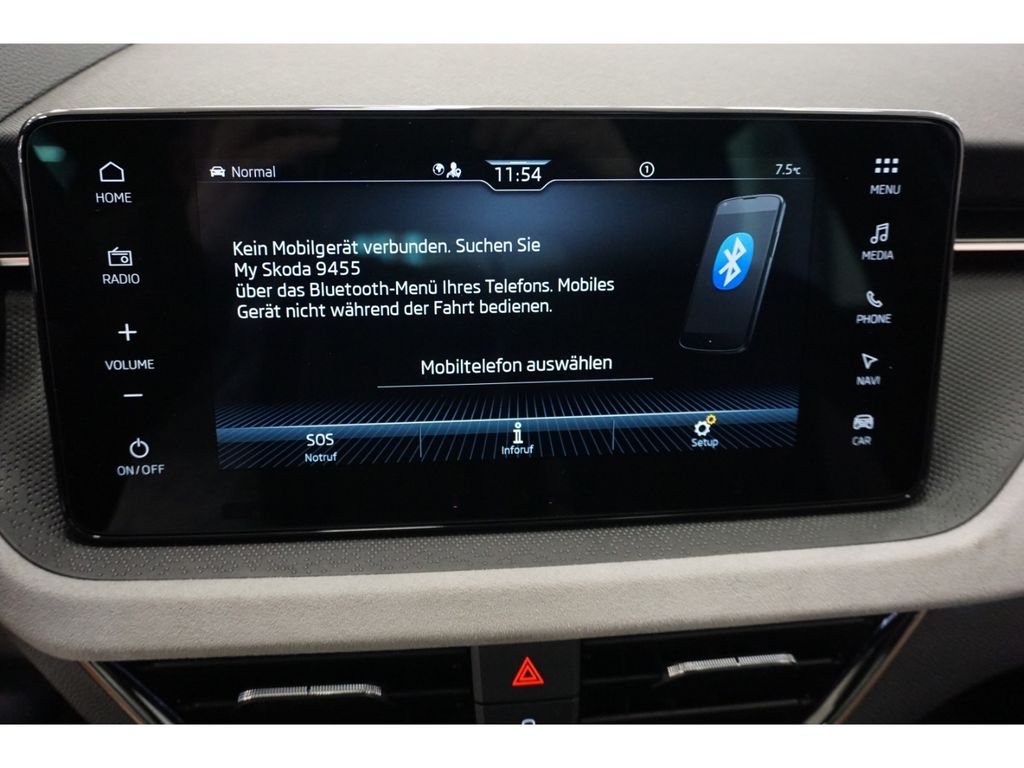 Normal
11:54
1
7.5°C
HOME
RADIO
VOLUME
ON/OFF
Kein Mobilgerät verbunden. Suchen Sie
My Skoda 9455
über das Bluetooth-Menü Ihres Telefons. Mobiles
Gerät nicht während der Fahrt bedienen.
Mobiltelefon auswählen
SOS
Notruf
Inforuf
Setup
MENU
MEDIA
PHONE
NAVI
CAR